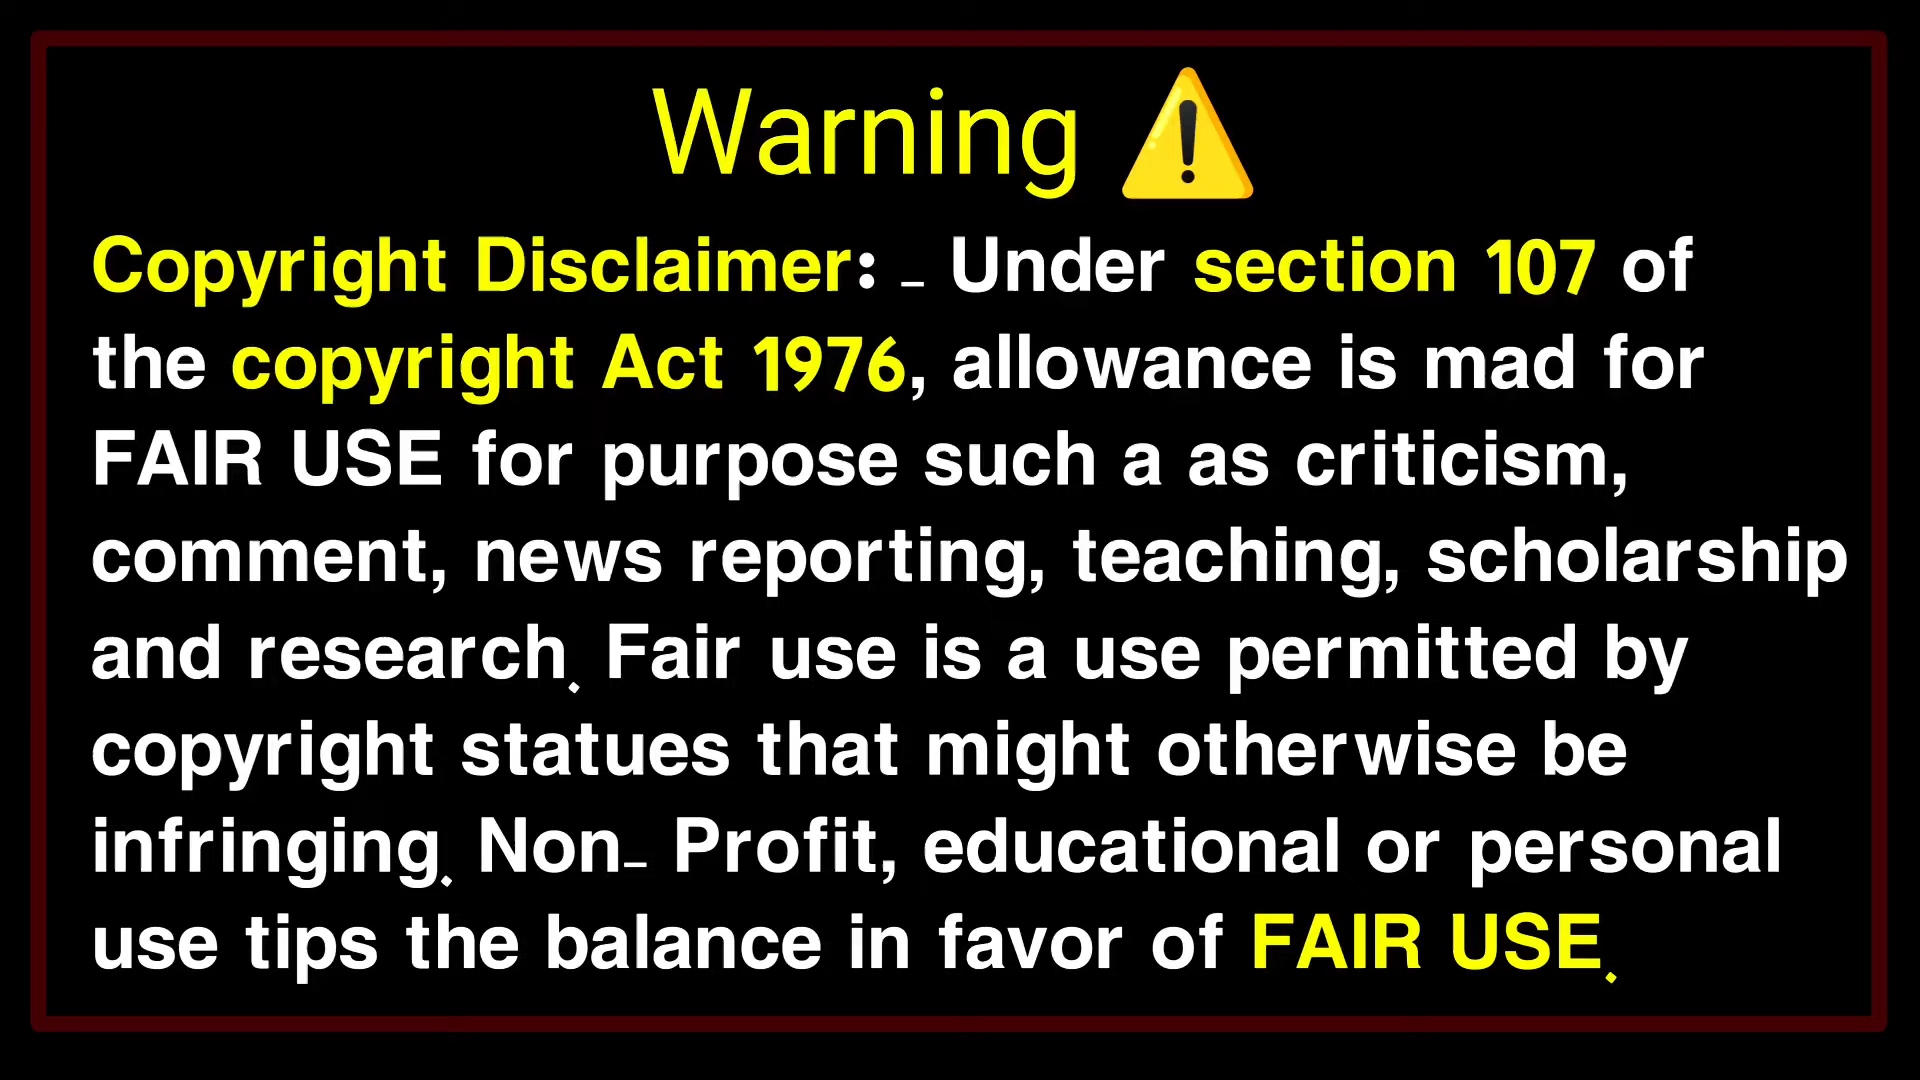 Warning ⚠️
Copyright Disclaimer: - Under section 107 of
the copyright Act 1976, allowance is mad for
FAIR USE for purpose such a as criticism,
comment, news reporting, teaching, scholarship
and research. Fair use is a use permitted by
copyright statues that might otherwise be
infringing. Non- Profit, educational or personal
use tips the balance in favor of FAIR USE.